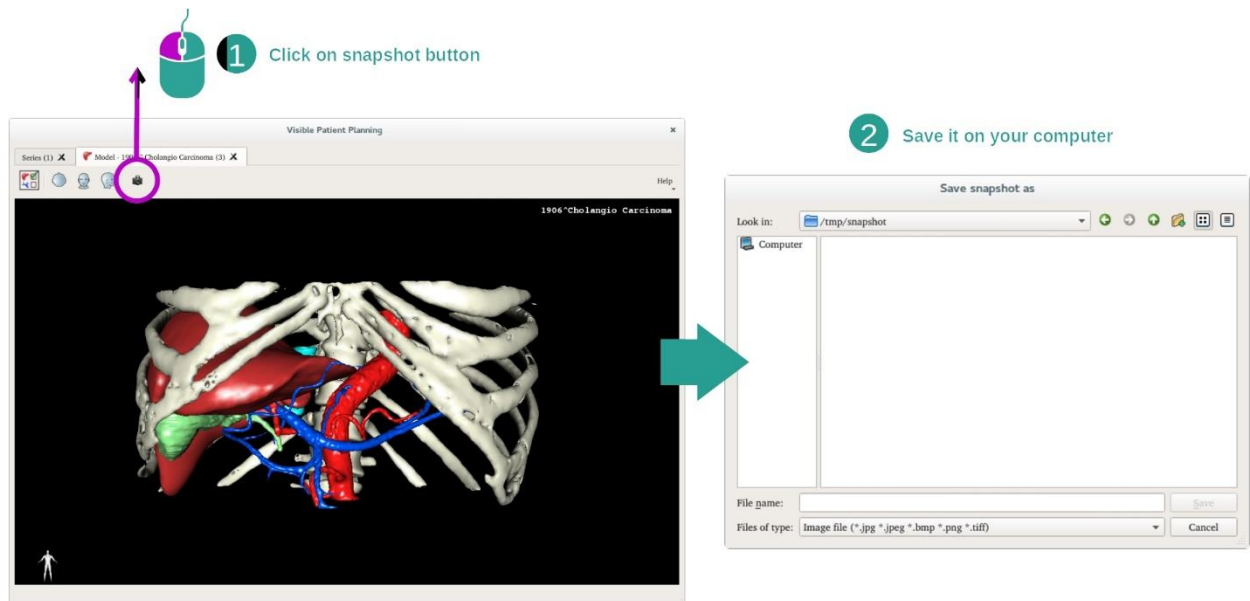 1 Click on snapshot button
Visible Patient Planning
Series (1)
Model - 1906^Cholangio Carcinoma (3)
Help
1906^Cholangio Carcinoma
2 Save it on your computer
Save snapshot as
Look in: /tmp/snapshot
Computer
File name: Save
Files of type: Image file (*.jpg *.jpeg *.bmp *.png *.tiff) Cancel